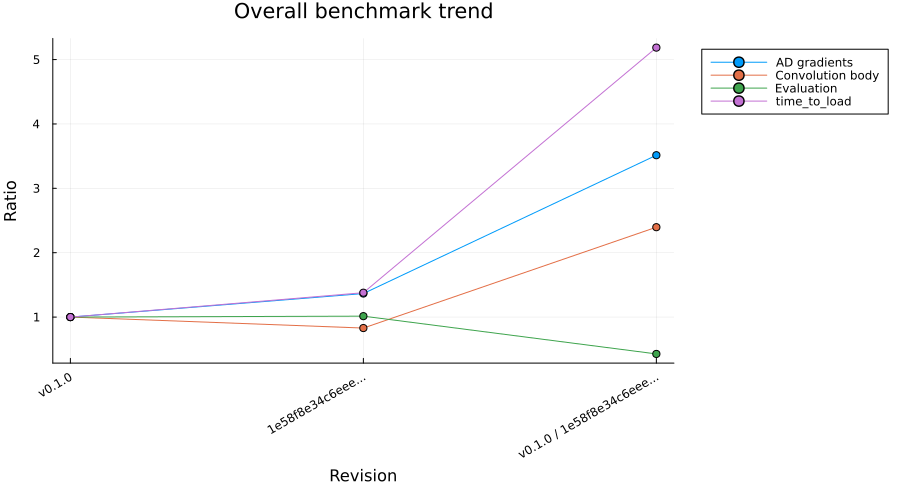 Overall benchmark trend
AD gradients
Convolution body
Evaluation
time_to_load
5
4
3
2
1
Ratio
v0.1.0
1e58f8e34c6eee...
v0.1.0 / 1e58f8e34c6eee...
Revision